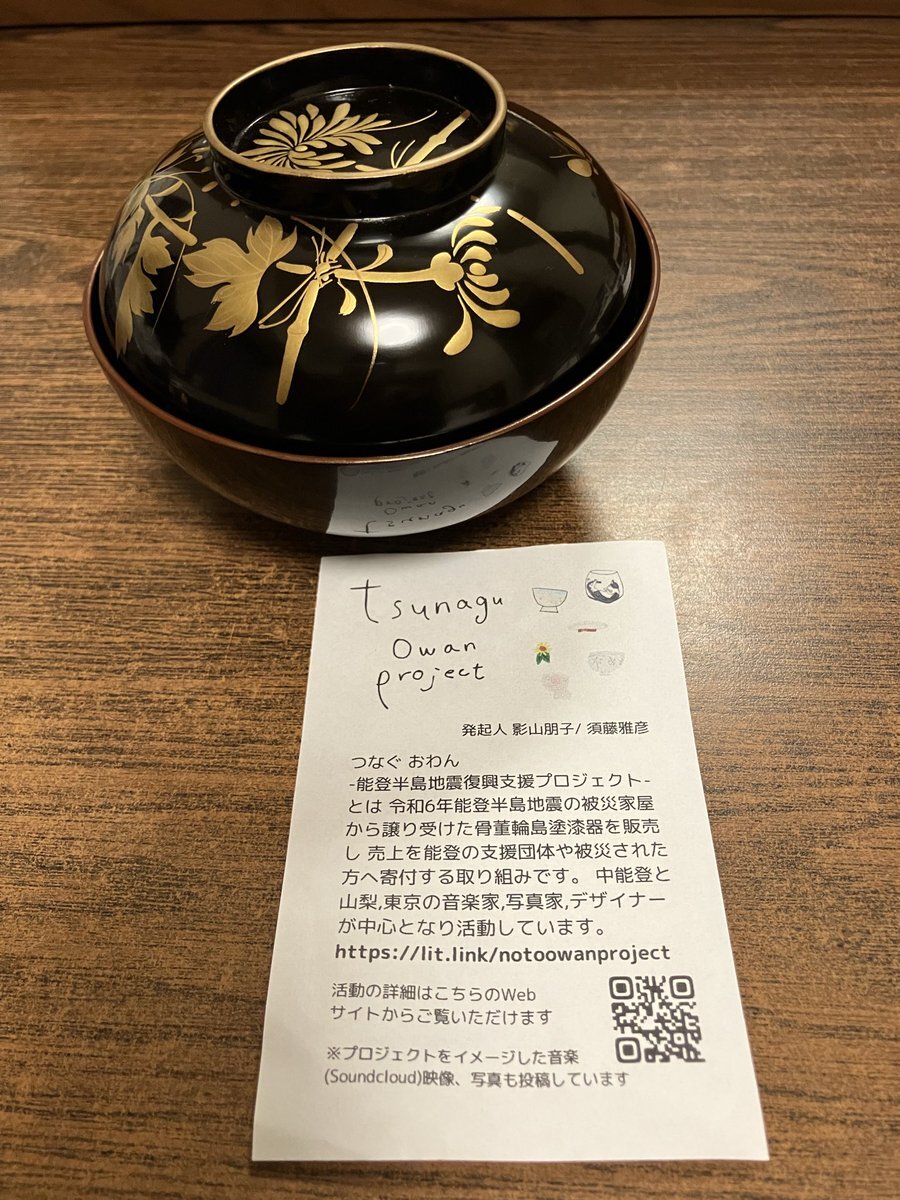 tsunagu
owan
project
発起人 影山朋子/ 須藤雅彦
つなぐ おわん
-能登半島地震復興支援プロジェクト-
とは 令和6年能登半島地震の被災家屋
から譲り受けた骨董輪島塗漆器を販売
し 売上を能登の支援団体や被災された
方へ寄付する取り組みです。 中能登と
山梨,東京の音楽家,写真家,デザイナー
が中心となり活動しています。
https://lit.link/notoowanproject
活動の詳細はこちらのWeb
サイトからご覧いただけます
※プロジェクトをイメージした音楽
(Soundcloud)映像、写真も投稿しています